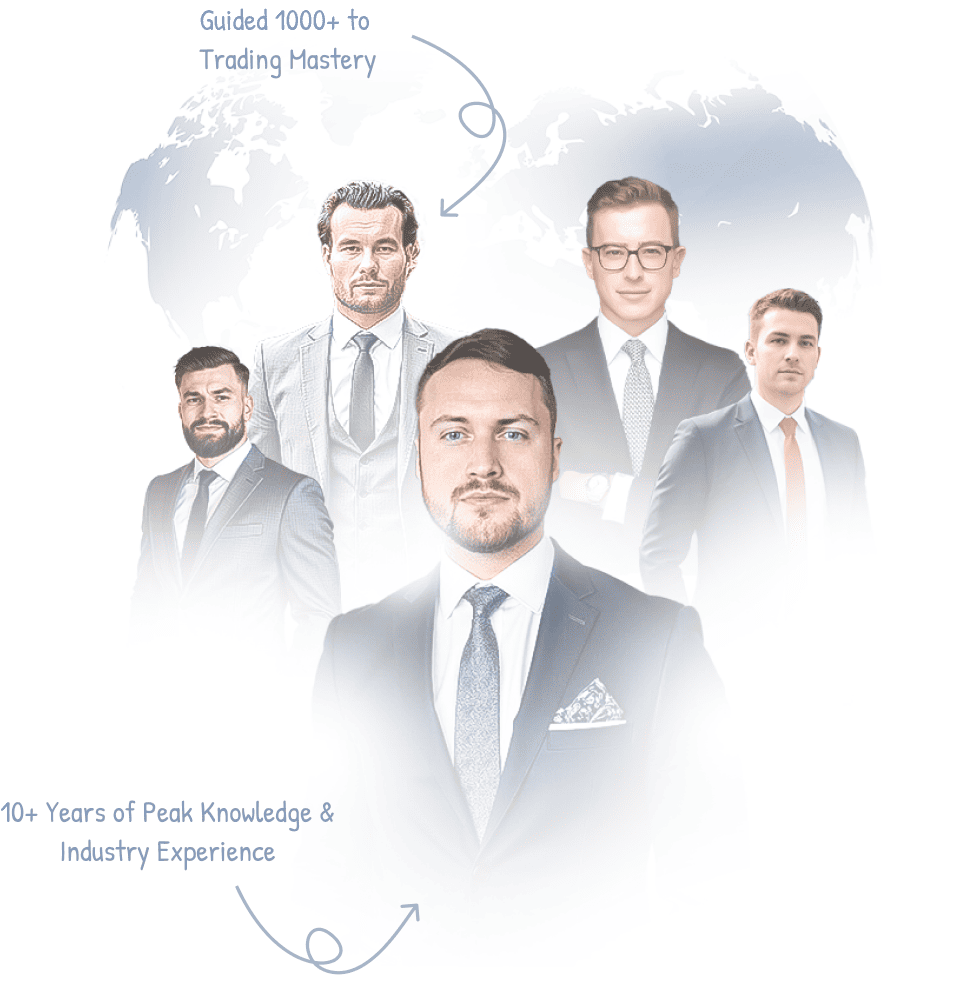 Guided 1000+ to
Trading Mastery
10+ Years of Peak Knowledge &
Industry Experience